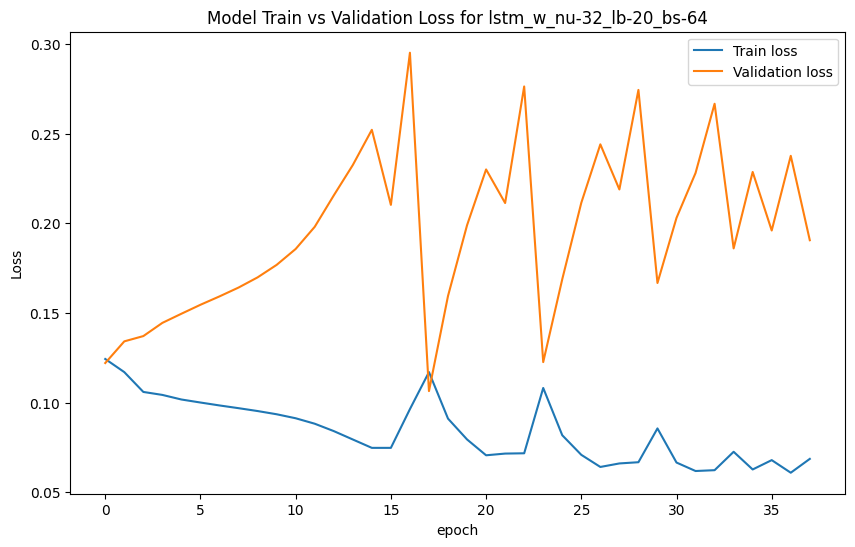 Model Train vs Validation Loss for lstm_w_nu-32_lb-20_bs-64
Train loss
Validation loss
0.30
0.25
0.20
0.15
0.10
0.05
Loss
0 5 10 15 20 25 30 35
epoch